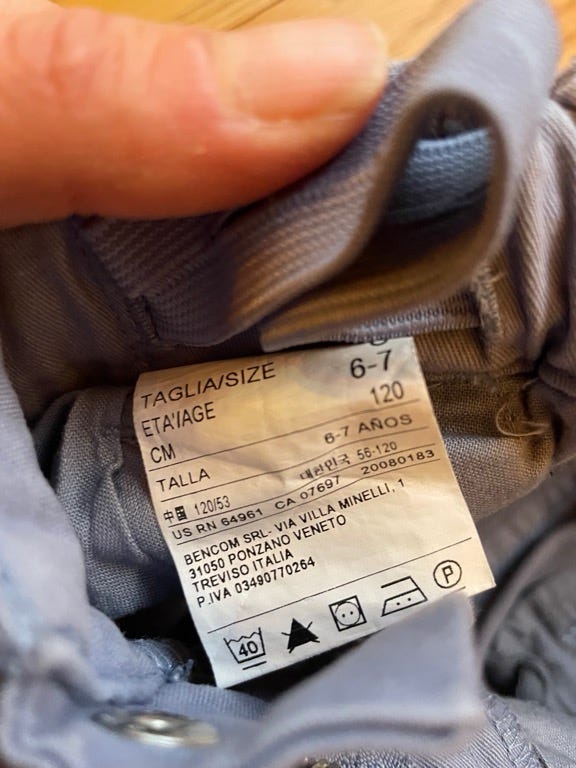 TAGLIA/SIZE
ETA'/AGE 6-7
CM 120
TALLA 6-7 AÑOS
대한민국 56-120
中国 120/53
US RN 64961 CA 07697 20080183
BENCOM SRL. VIA VILLA MINELLI, 1
31050 PONZANO VENETO
TREVISO ITALIA
P.IVA 03490770264
40 P